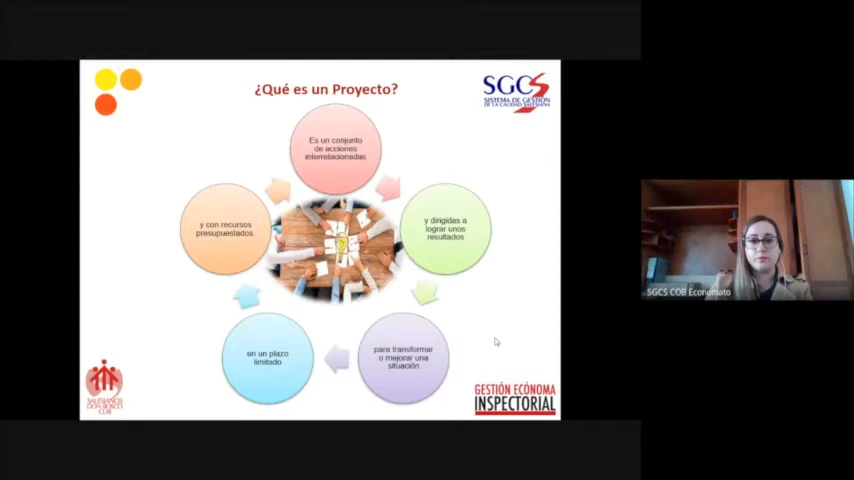 ¿Qué es un Proyecto?
SGCS
SISTEMA DE GESTIÓN
DE LA CALIDAD SALESIANA
Es un conjunto
de acciones
interrelacionadas
y dirigidas a
lograr unos
resultados
para transformar
o mejorar una
situación
en un plazo
limitado
y con recursos
presupuestados.
SALESIANOS
DON BOSCO
COB
GESTIÓN ECÓNOMA
INSPECTORIAL
SGCS COB Economato